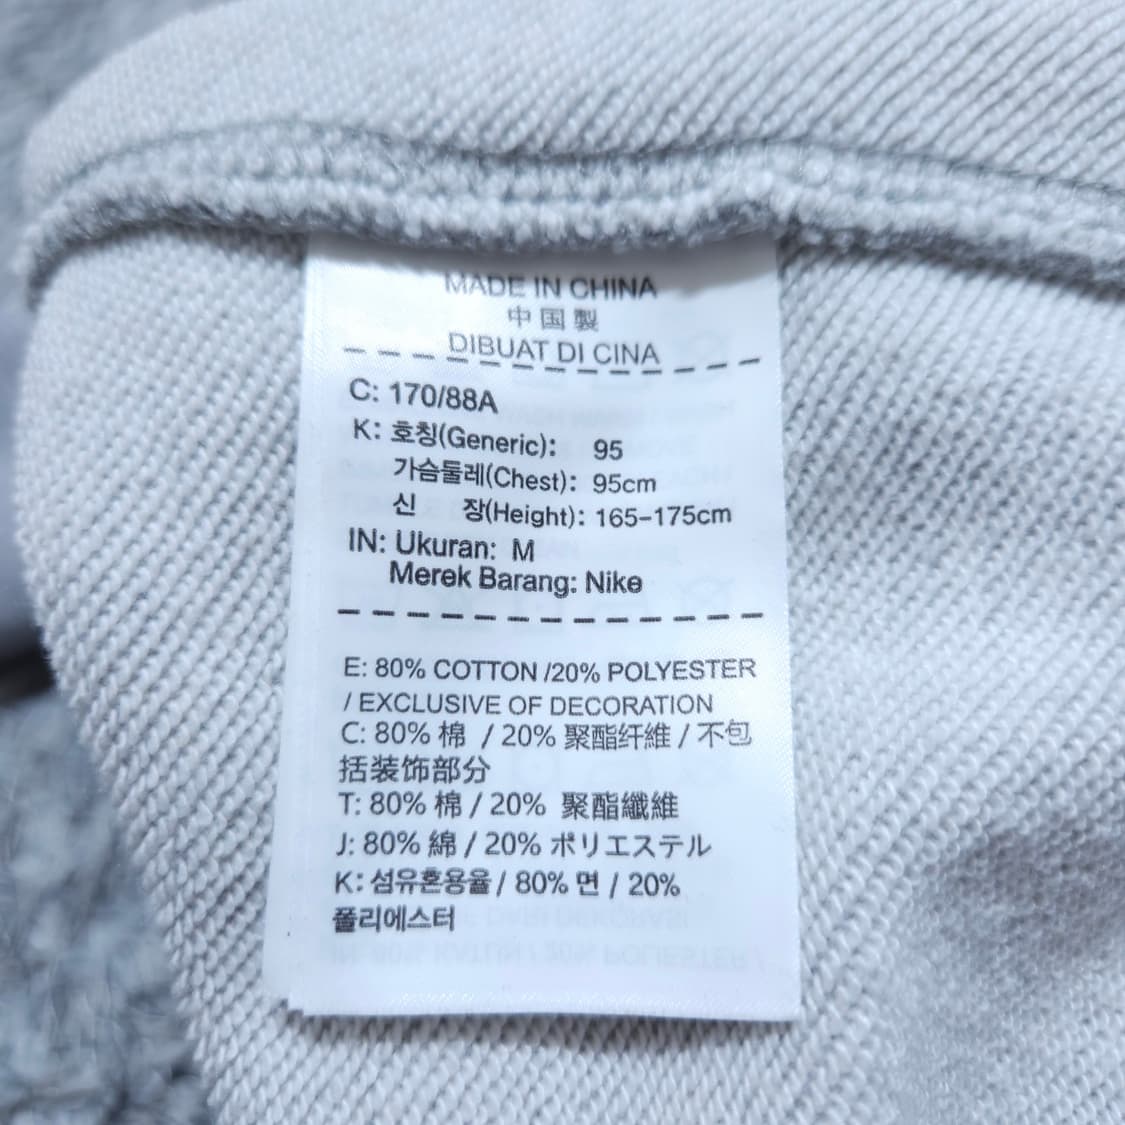 MADE IN CHINA
中国製
DIBUAT DI CINA
C: 170/88A
K: 호칭(Generic): 95
가슴둘레(Chest): 95cm
신 장(Height): 165-175cm
IN: Ukuran: M
Merek Barang: Nike
E: 80% COTTON /20% POLYESTER
/ EXCLUSIVE OF DECORATION
C: 80% 棉 / 20% 聚酯纤維 / 不包
括装饰部分
T: 80% 棉 / 20% 聚酯纖維
J: 80% 綿 / 20% ポリエステル
K: 섬유혼용율 / 80% 면 / 20%
폴리에스터